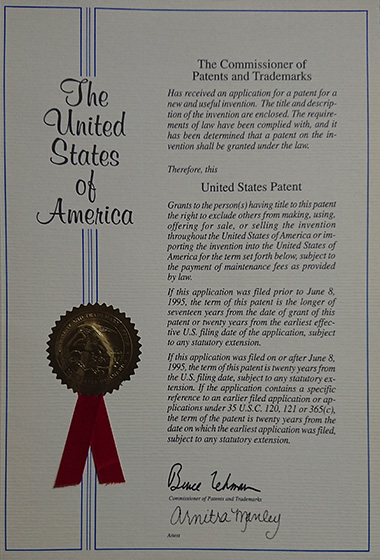 The
United
States
of
America
The Commissioner of
Patents and Trademarks
Has received an application for a patent for a
new and useful invention. The title and descrip-
tion of the invention are enclosed. The require-
ments of law have been complied with, and it
has been determined that a patent on the in-
vention shall be granted under the law.
Therefore, this
United States Patent
Grants to the person(s) having title to this patent
the right to exclude others from making, using,
offering for sale, or selling the invention
throughout the United States of America or im-
porting the invention into the United States of
America for the term set forth below, subject to
the payment of maintenance fees as provided
by law.
If this application was filed prior to June 8,
1995, the term of this patent is the longer of
seventeen years from the date of grant of this
patent or twenty years from the earliest effec-
tive U.S. filing date of the application, subject
to any statutory extension.
If this application was filed on or after June 8,
1995, the term of this patent is twenty years from
the U.S. filing date, subject to any statutory ex-
tension. If the application contains a specific
reference to an earlier filed application or ap-
plications under 35 U.S.C. 120, 121 or 365(c),
the term of the patent is twenty years from the
date on which the earliest application was filed,
subject to any statutory extension.
Bruce Lehman
Commissioner of Patents and Trademarks
Arnitra Manley
Attest